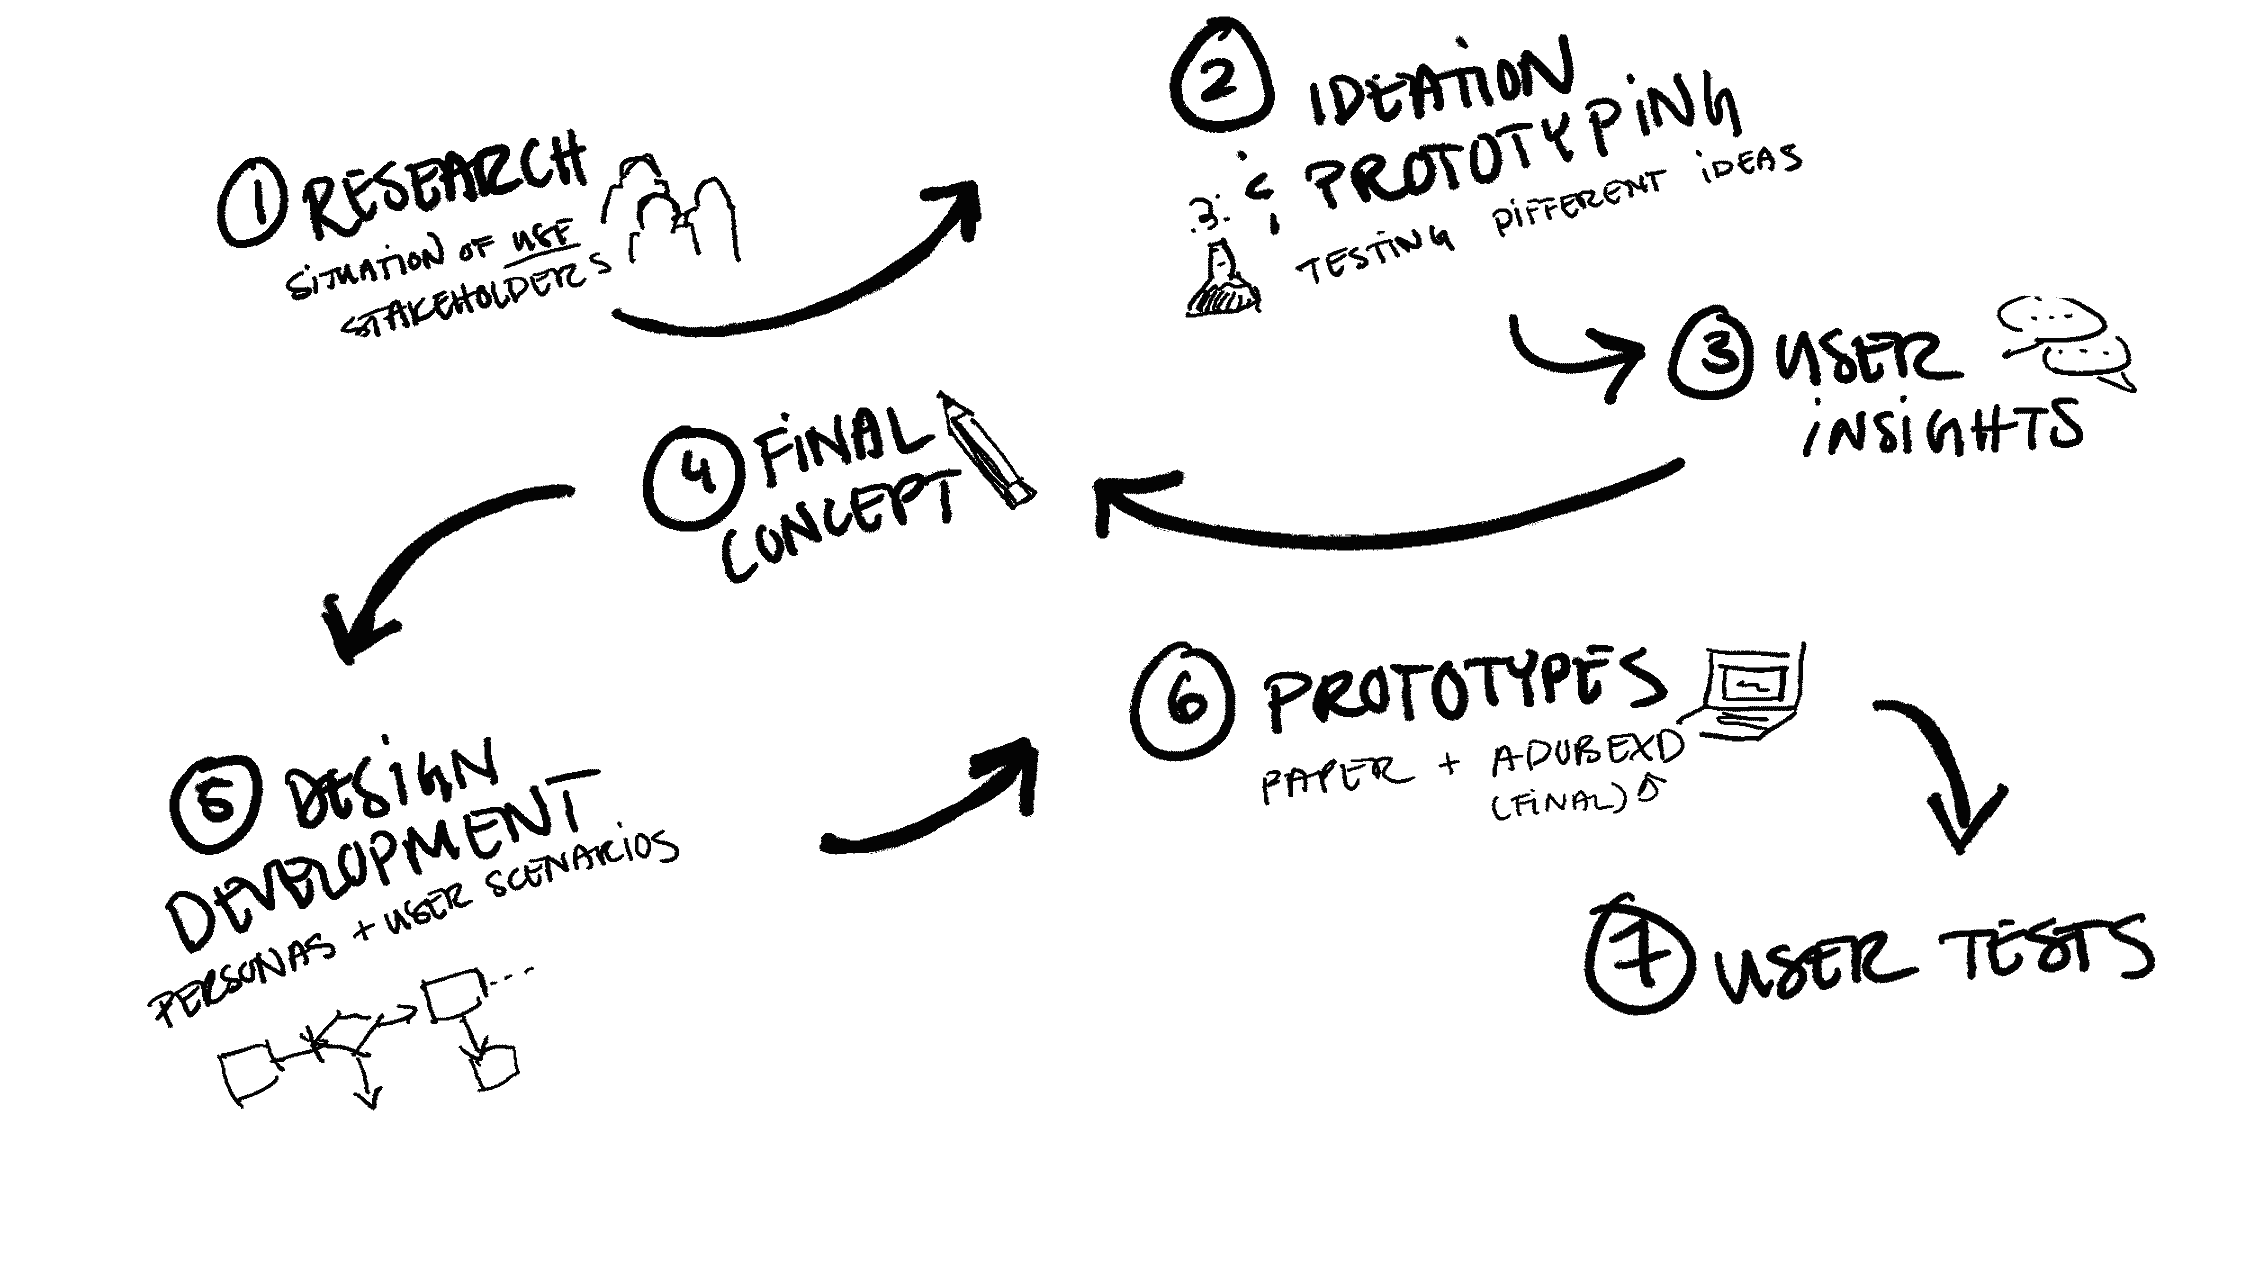 1 RESEARCH
SITUATION OF USE
STAKEHOLDERS
2 IDEATION
& PROTOTYPING
TESTING DIFFERENT IDEAS
3 USER
INSIGHTS
4 FINAL
CONCEPT
5 DESIGN
DEVELOPMENT
PERSONAS + USER SCENARIOS
6 PROTOTYPES
PAPER + ADUBEXD
(FINAL)
7 USER TESTS